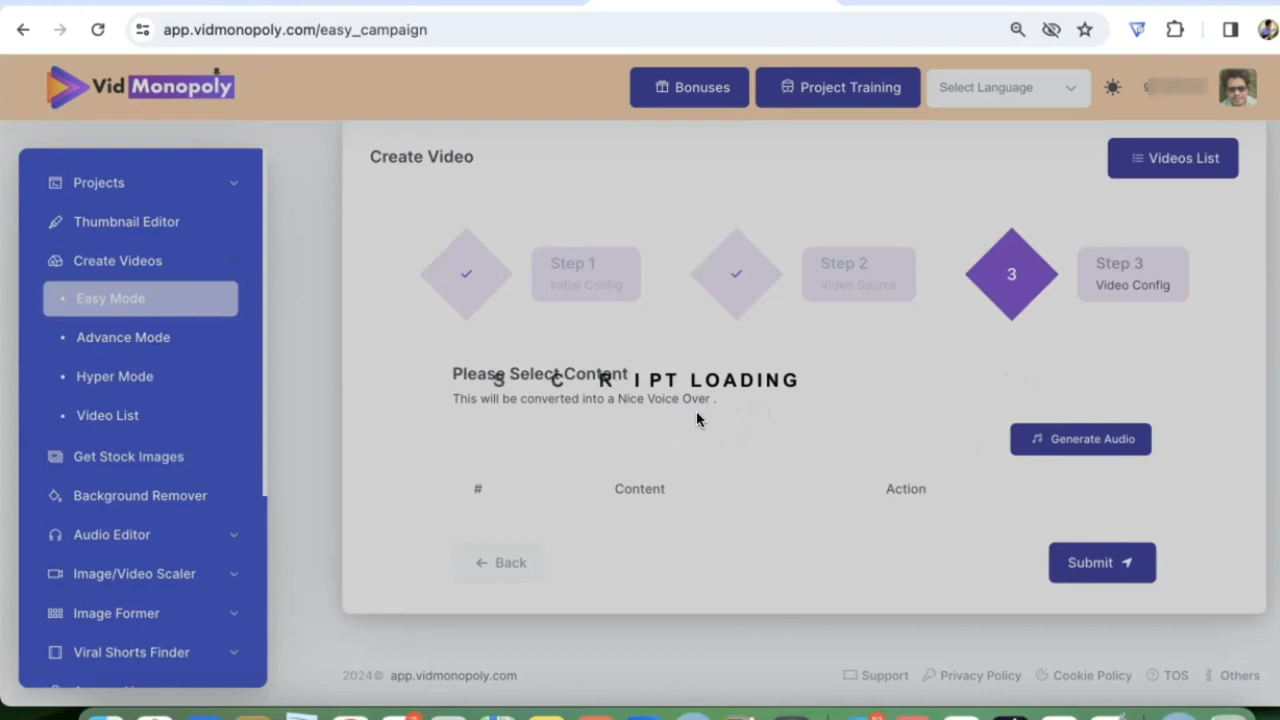 app.vidmonopoly.com/easy_campaign
Vid Monopoly
Bonuses
Project Training
Select Language
Create Video
Videos List
Projects
Thumbnail Editor
Create Videos
Easy Mode
Advance Mode
Hyper Mode
Video List
Get Stock Images
Background Remover
Audio Editor
Image/Video Scaler
Image Former
Viral Shorts Finder
Step 1
Initial Config
Step 2
Video Source
3
Step 3
Video Config
Please Select Content
SCRIPT LOADING
This will be converted into a Nice Voice Over .
Generate Audio
# Content Action
Back
Submit
2024© app.vidmonopoly.com
Support Privacy Policy Cookie Policy TOS Others